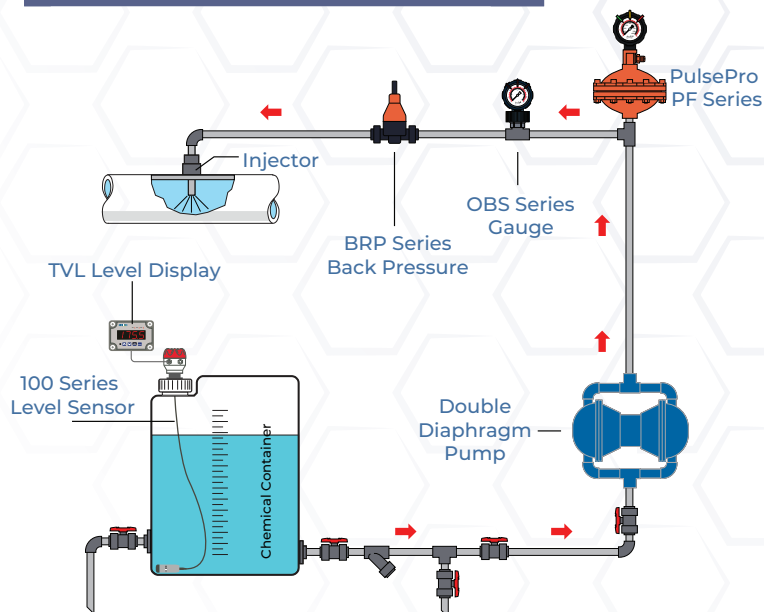 PulsePro
PF Series
Injector
OBS Series
Gauge
BRP Series
Back Pressure
TVL Level Display
100 Series
Level Sensor
Chemical Container
Double
Diaphragm
Pump